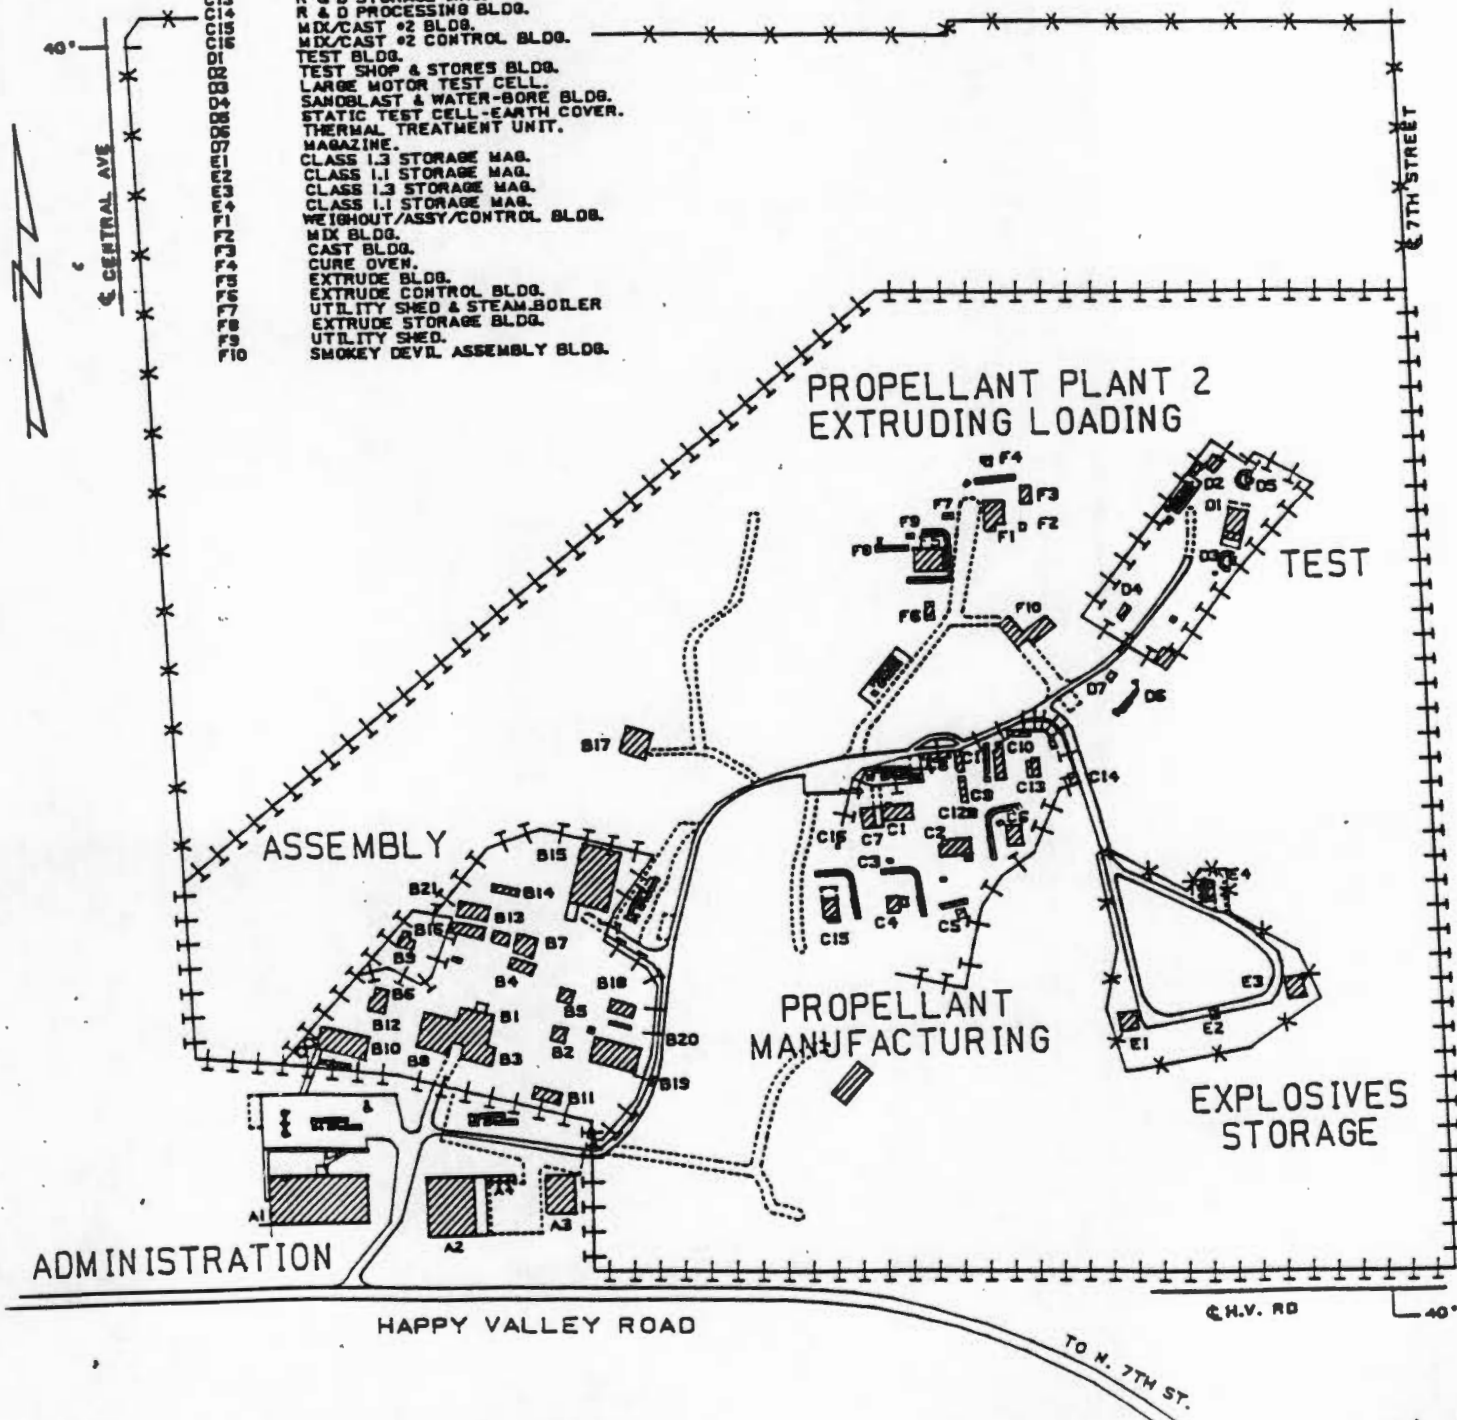 C14 R & D PROCESSING BLDG.
C15 MIX/CAST #2 BLDG.
C16 MIX/CAST #2 CONTROL BLDG.
D1 TEST BLDG.
D2 TEST SHOP & STORES BLDG.
D3 LARGE MOTOR TEST CELL.
D4 SANDBLAST & WATER-BORE BLDG.
D5 STATIC TEST CELL-EARTH COVER.
D6 THERMAL TREATMENT UNIT.
D7 MAGAZINE.
E1 CLASS 1.3 STORAGE MAG.
E2 CLASS 1.1 STORAGE MAG.
E3 CLASS 1.3 STORAGE MAG.
E4 CLASS 1.1 STORAGE MAG.
F1 WEIGHOUT/ASSY/CONTROL BLDG.
F2 MIX BLDG.
F3 CAST BLDG.
F4 CURE OVEN.
F5 EXTRUDE BLDG.
F6 EXTRUDE CONTROL BLDG.
F7 UTILITY SHED & STEAM BOILER
F8 EXTRUDE STORAGE BLDG.
F9 UTILITY SHED.
F10 SMOKEY DEVIL ASSEMBLY BLDG.
40'
℄ CENTRAL AVE
℄ 7TH STREET
PROPELLANT PLANT 2
EXTRUDING LOADING
F4
F3
F7
F9
F1
F2
F8
F5
F6
F10
D2
D5
D1
D3
D4
TEST
D7
D6
B17
C10
C14
C13
C9
C12
C16
C7
C1
C2
C6
C3
C15
C4
C5
ASSEMBLY
B15
B21
B14
B13
B16
B7
B9
B4
B6
B18
B5
B12
B1
B10
B8
B3
B2
B20
B19
B11
PROPELLANT
MANUFACTURING
E4
E3
E2
E1
EXPLOSIVES
STORAGE
A1
A2
A4
A3
ADMINISTRATION
HAPPY VALLEY ROAD
℄ H.V. RD
40'
TO N. 7TH ST.